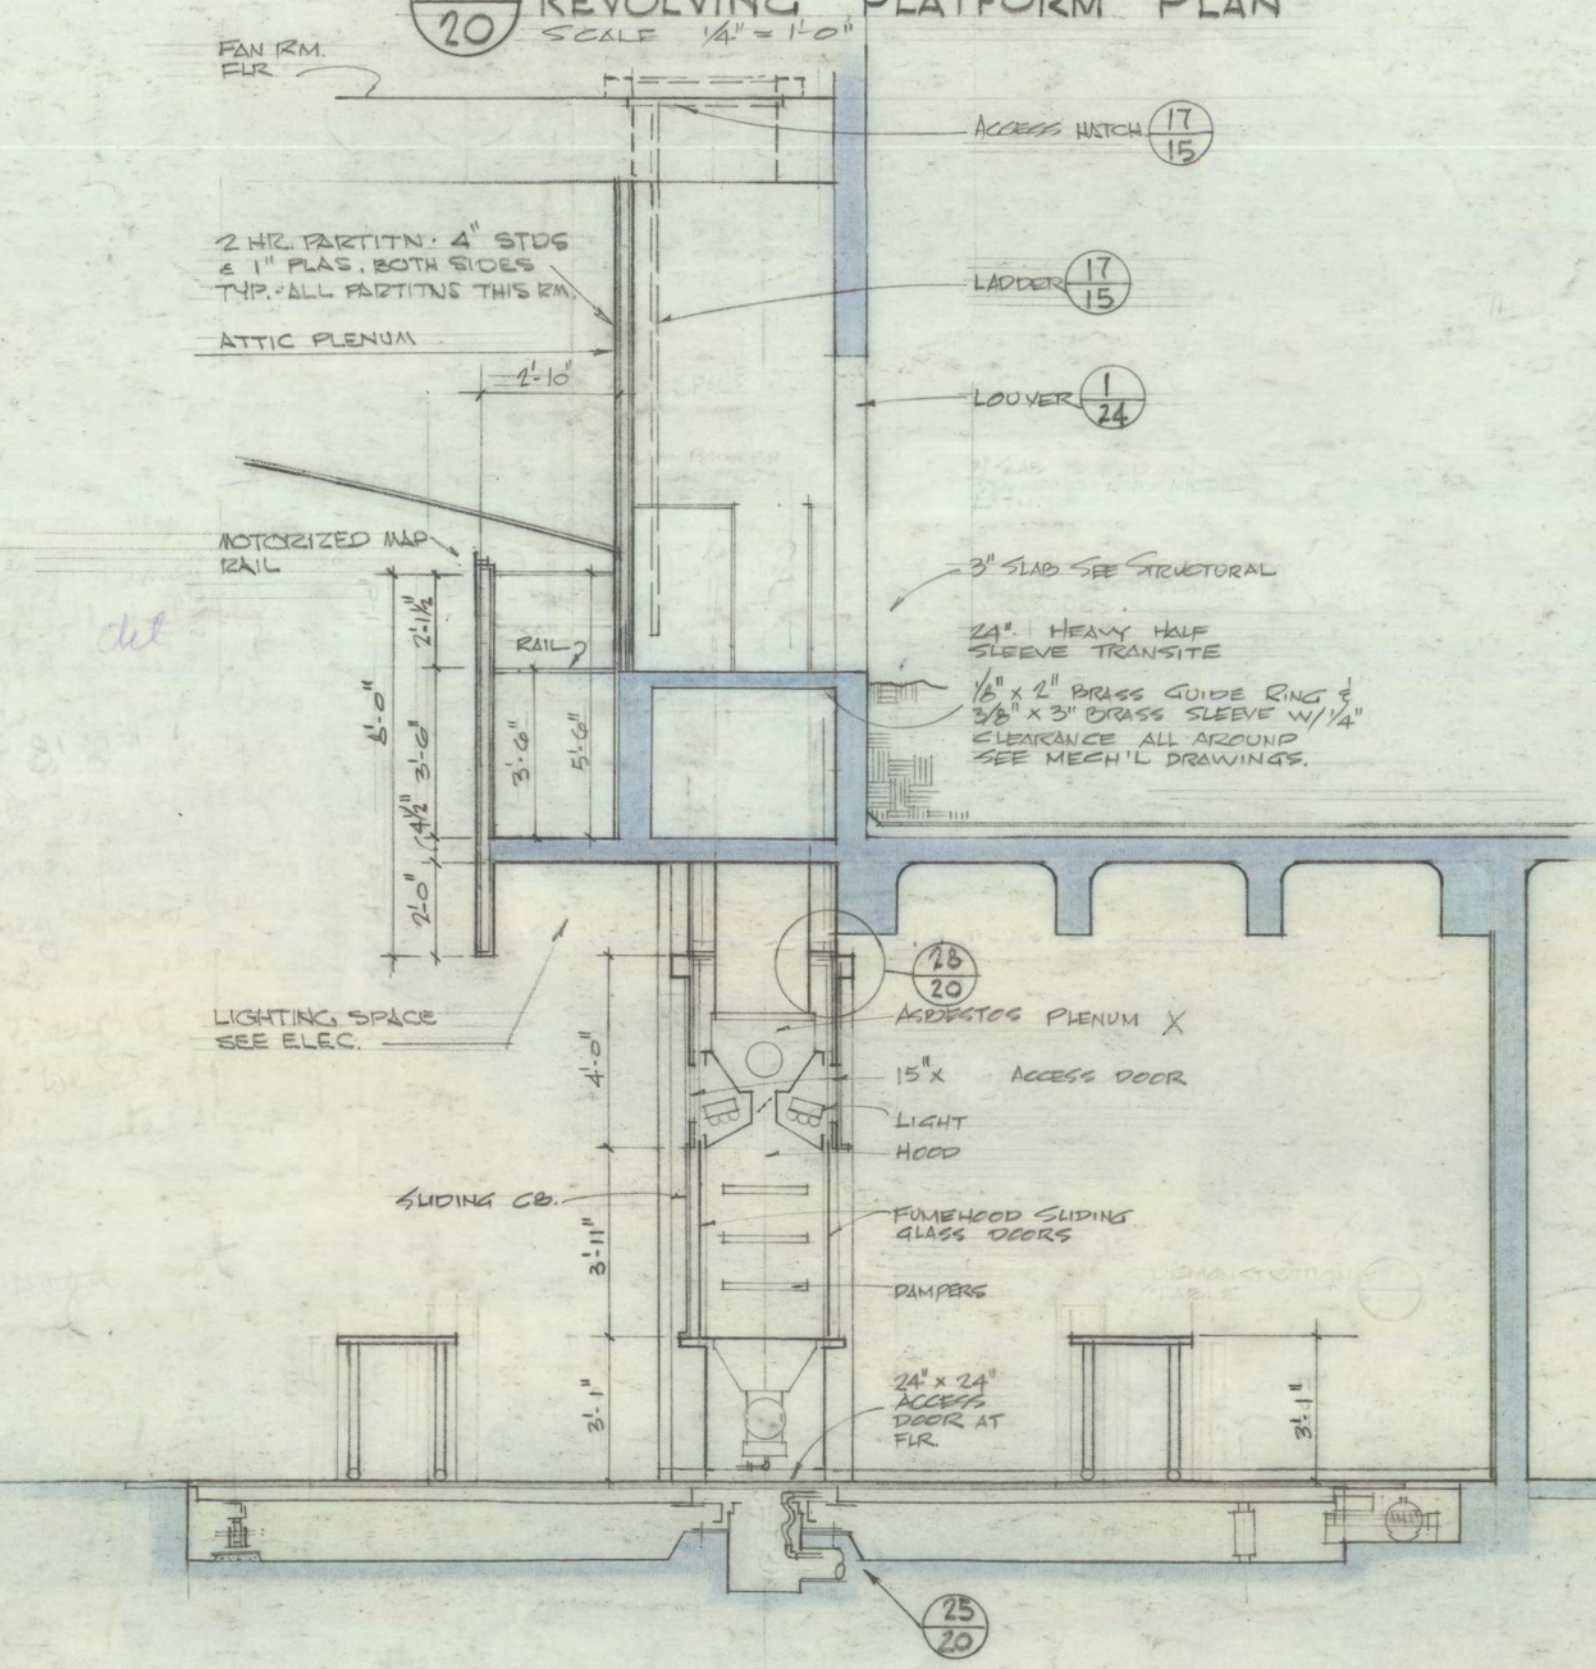 20
REVOLVING PLATFORM PLAN
SCALE 1/4" = 1'-0"
FAN RM.
FLR
ACCESS HATCH 17
15
2 HR. PARTITN. 4" STDS
& 1" PLAS. BOTH SIDES
TYP.-ALL PARTITNS THIS RM.
LADDER 17
15
ATTIC PLENUM
2'-10"
LOUVER 1
24
MOTORIZED MAP
RAIL
3" SLAB SEE STRUCTURAL
2'-1½"
RAIL
24" HEAVY HALF
SLEEVE TRANSITE
1/8" X 2" BRASS GUIDE RING &
3/8" X 3" BRASS SLEEVE W/ 1/4"
CLEARANCE ALL AROUND
SEE MECH'L DRAWINGS.
8'-0"
3'-6"
3'-6"
5'-6"
4½"
2'-0"
28
20
LIGHTING SPACE
SEE ELEC.
ASBESTOS PLENUM X
4'-0"
15" X ACCESS DOOR
LIGHT
HOOD
SLIDING CB.
3'-11"
FUMEHOOD SLIDING
GLASS DOORS
DEMONSTRATION
TABLE
DAMPERS
24" X 24"
ACCESS
DOOR AT
FLR.
3'-1"
3'-1"
25
20